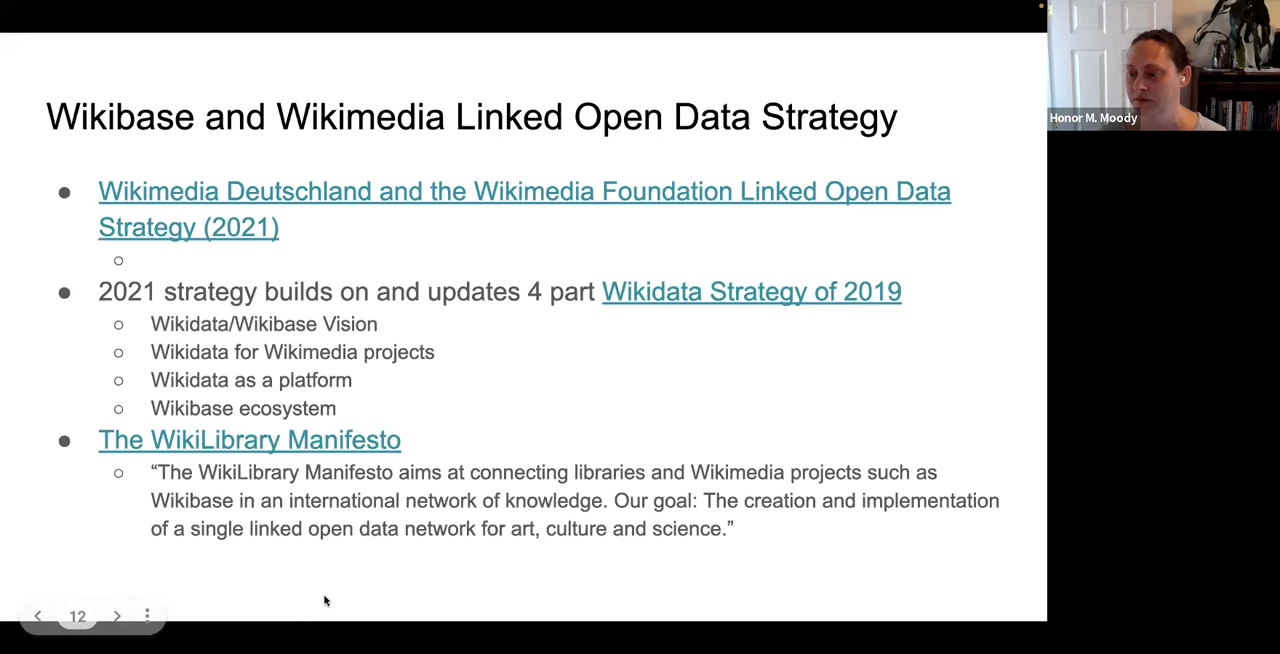 Wikibase and Wikimedia Linked Open Data Strategy
Honor M. Moody
Wikimedia Deutschland and the Wikimedia Foundation Linked Open Data
Strategy (2021)
2021 strategy builds on and updates 4 part Wikidata Strategy of 2019
Wikidata/Wikibase Vision
Wikidata for Wikimedia projects
Wikidata as a platform
Wikibase ecosystem
The WikiLibrary Manifesto
“The WikiLibrary Manifesto aims at connecting libraries and Wikimedia projects such as
Wikibase in an international network of knowledge. Our goal: The creation and implementation
of a single linked open data network for art, culture and science.”
12